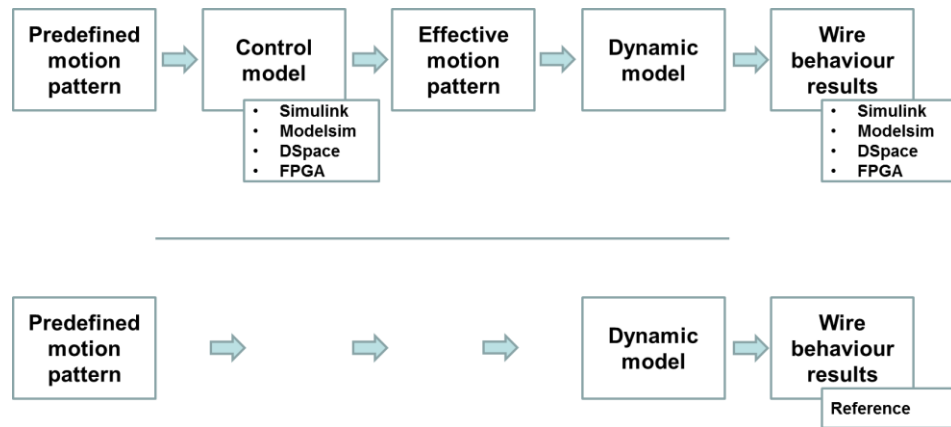 Predefined
motion
pattern
Control
model
Effective
motion
pattern
Dynamic
model
Wire
behaviour
results
• Simulink
• Modelsim
• DSpace
• FPGA
• Simulink
• Modelsim
• DSpace
• FPGA
Predefined
motion
pattern
Dynamic
model
Wire
behaviour
results
Reference